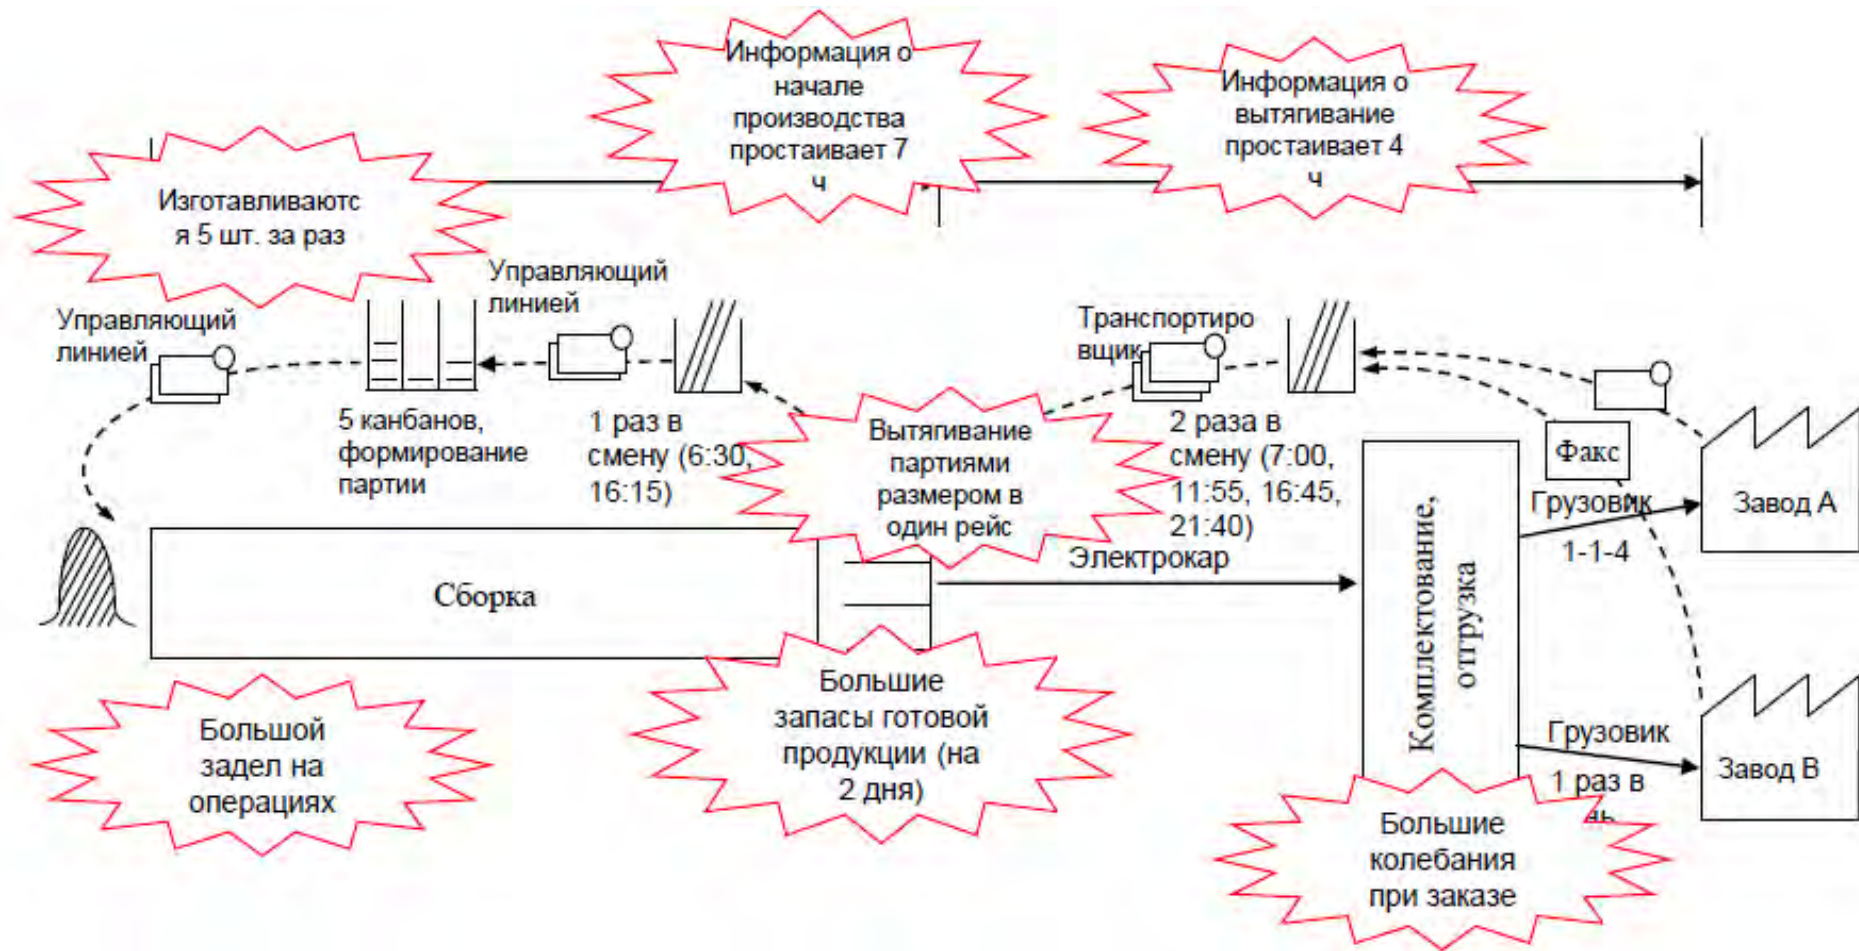 Информация о
начале
производства
простаивает 7
ч
Информация о
вытягивание
простаивает 4
ч
Изготавливаютс
я 5 шт. за раз
Управляющий
линией
Управляющий
линией
Транспортиро
вщик
5 канбанов,
формирование
партии
1 раз в
смену (6:30,
16:15)
Вытягивание
партиями
размером в
один рейс
2 раза в
смену (7:00,
11:55, 16:45,
21:40)
Факс
Грузовик
1-1-4
Завод А
Электрокар
Сборка
Комплектование,
отгрузка
Большой
задел на
операциях
Большие
запасы готовой
продукции (на
2 дня)
Грузовик
1 раз в
Завод В
Большие
колебания
при заказе